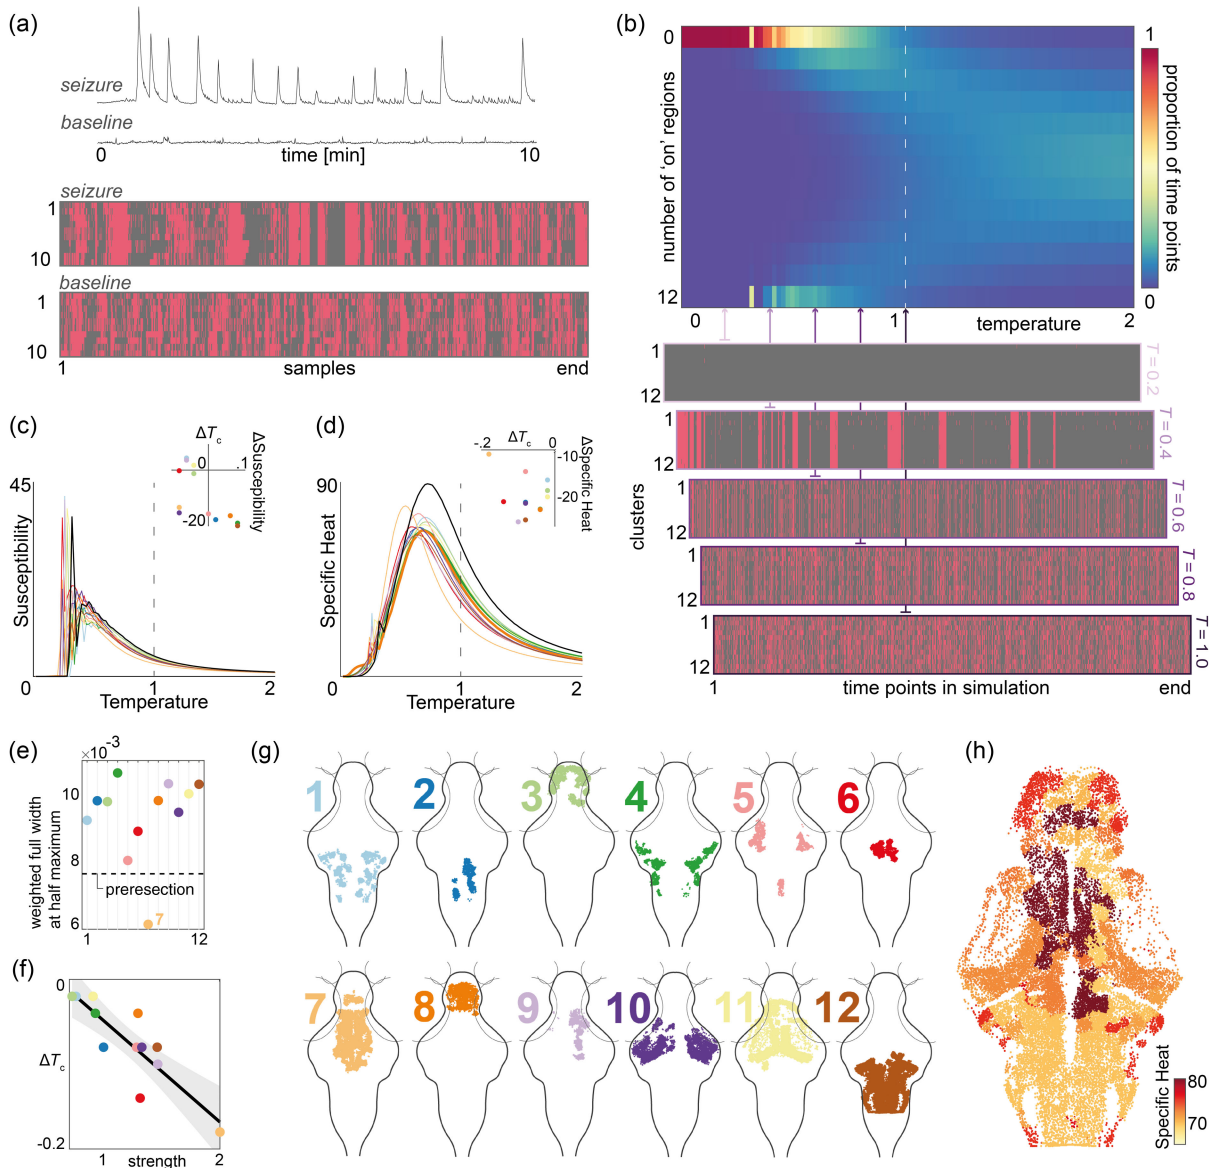 (a)
seizure
baseline
0 time [min] 10
seizure
1
10
baseline
1
10
1 samples end
(b)
0
12
number of 'on' regions
0 1 temperature 2
1
0
proportion of time points
1
12
T = 0.2
1
12
T = 0.4
1
12
T = 0.6
1
12
T = 0.8
1
12
T = 1.0
clusters
1 time points in simulation end
(c)
45
Susceptibility
0
1 2
Temperature
ΔTc
0 .1
-20
ΔSuscepibility
(d)
90
Specific Heat
0
1 2
Temperature
-.2 ΔTc 0
-10
-20
ΔSpecific Heat
(e)
×10-3
10
8
6
weighted full width
at half maximum
preresection
7
1 12
(f)
0
ΔTc
-0.2
1 strength 2
(g)
1 2 3 4 5 6
7 8 9 10 11 12
(h)
Specific Heat
80
70